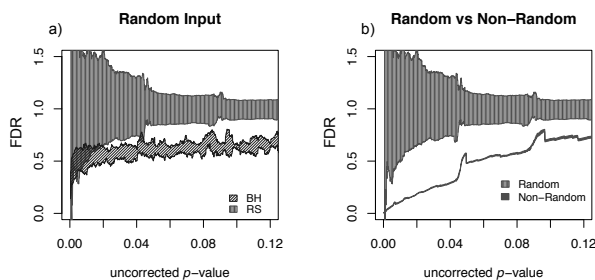 a)
Random Input
FDR
1.5
1.0
0.5
0.0
BH
RS
0.00 0.04 0.08 0.12
uncorrected p-value
b)
Random vs Non-Random
FDR
1.5
1.0
0.5
0.0
Random
Non-Random
0.00 0.04 0.08 0.12
uncorrected p-value